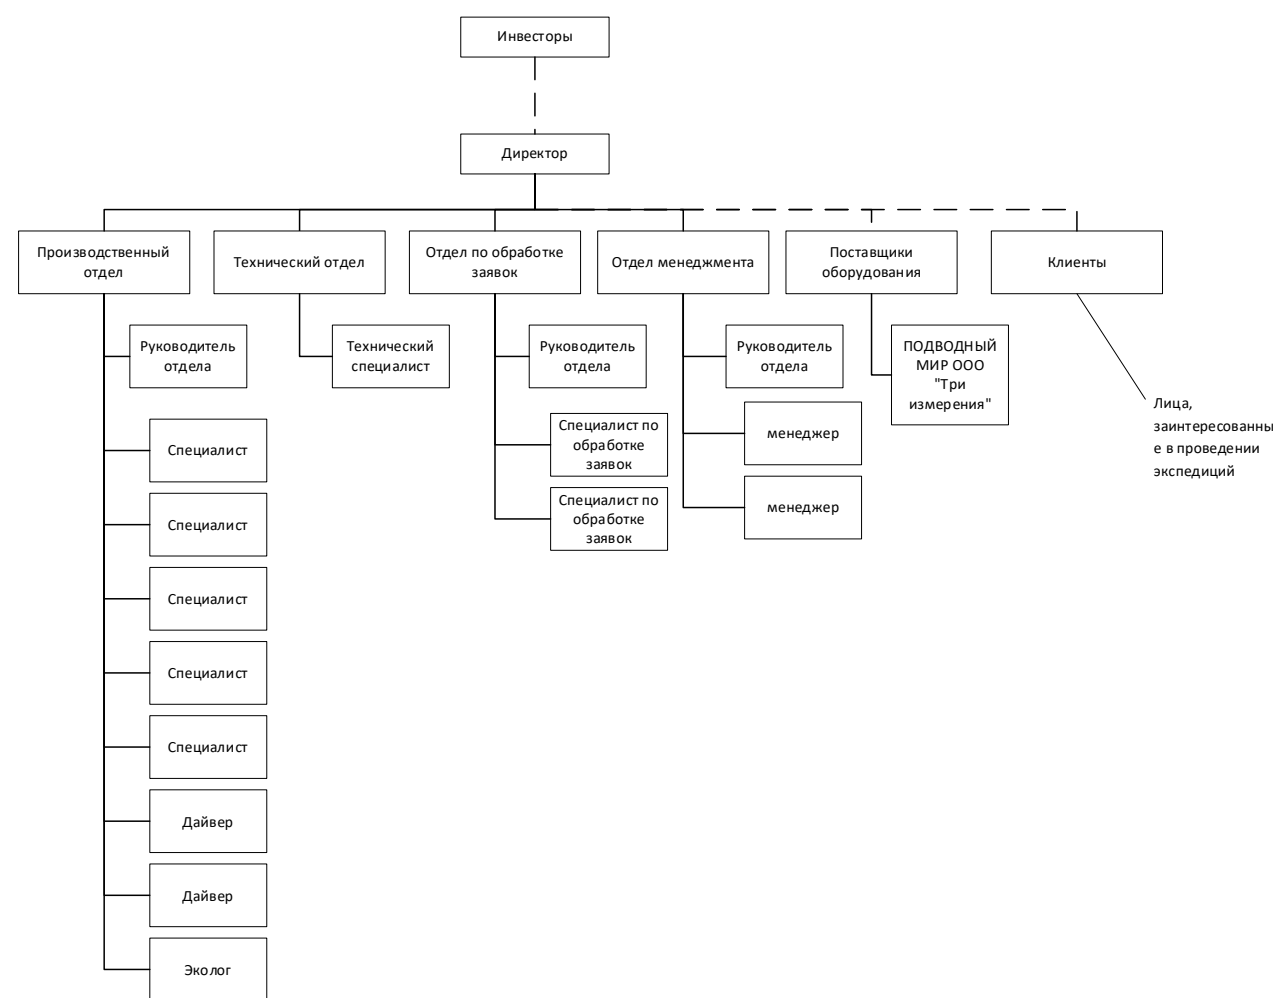 Инвесторы
Директор
Производственный
отдел
Технический отдел
Отдел по обработке
заявок
Отдел менеджмента
Поставщики
оборудования
Клиенты
Руководитель
отдела
Технический
специалист
Руководитель
отдела
Руководитель
отдела
ПОДВОДНЫЙ
МИР ООО
"Три
измерения"
Лица,
заинтересованны
е в проведении
экспедиций
Специалист
Специалист по
обработке
заявок
менеджер
Специалист
Специалист по
обработке
заявок
менеджер
Специалист
Специалист
Специалист
Дайвер
Дайвер
Эколог